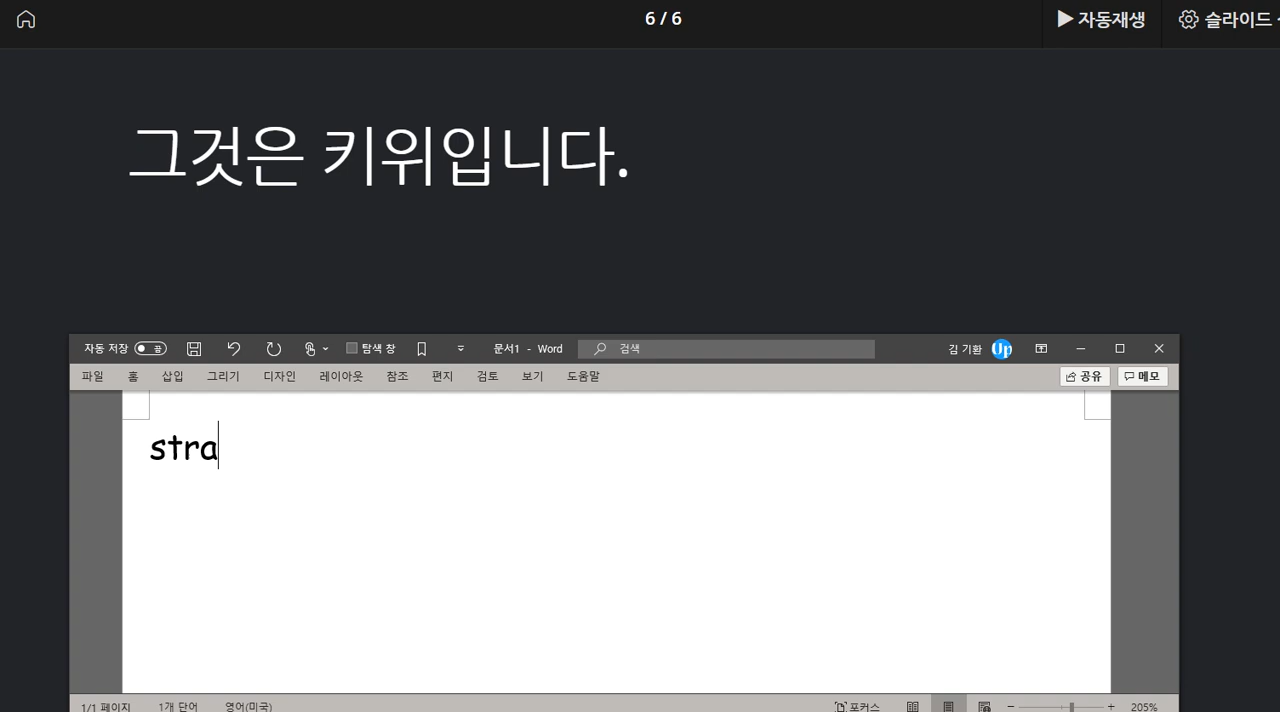 6 / 6
▶ 자동재생
슬라이드
그것은 키위입니다.
자동 저장 끔
탐색 창
문서1 - Word
검색
김 기환
Up
파일 홈 삽입 그리기 디자인 레이아웃 참조 편지 검토 보기 도움말
공유 메모
stra
1/1 페이지 1개 단어 영어(미국)
포커스
205%